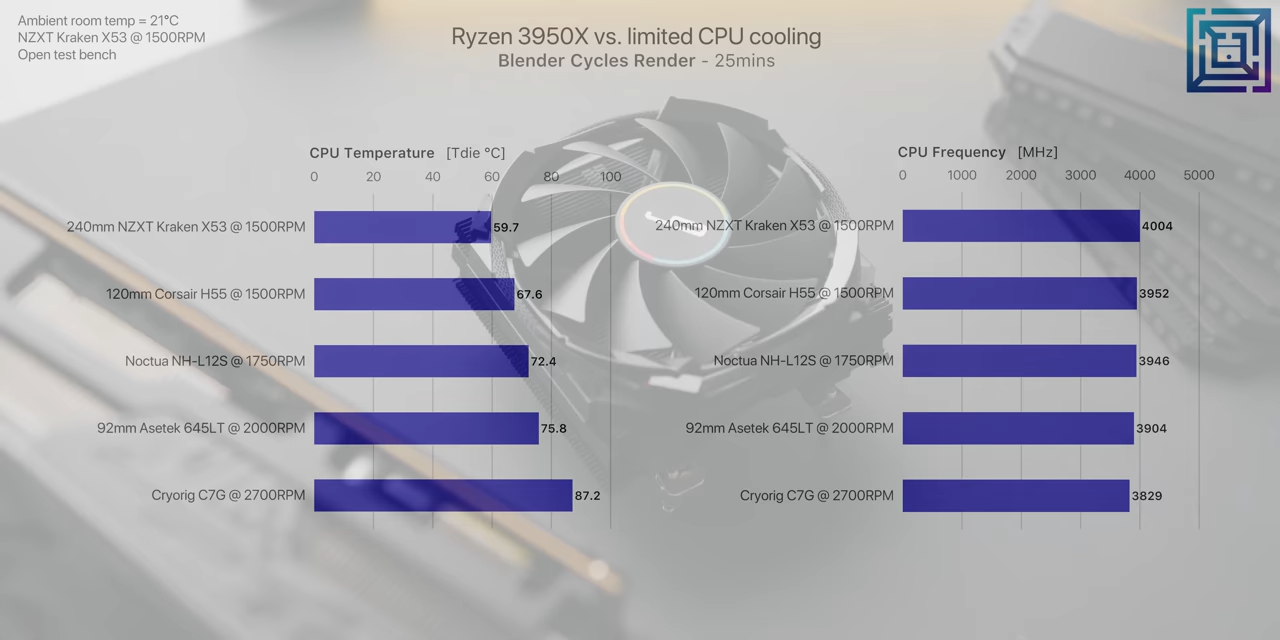 Ambient room temp = 21°C
NZXT Kraken X53 @ 1500RPM
Open test bench
Ryzen 3950X vs. limited CPU cooling
Blender Cycles Render - 25mins
CPU Temperature [Tdie °C]
0 20 40 60 80 100
240mm NZXT Kraken X53 @ 1500RPM 59.7
120mm Corsair H55 @ 1500RPM 67.6
Noctua NH-L12S @ 1750RPM 72.4
92mm Asetek 645LT @ 2000RPM 75.8
Cryorig C7G @ 2700RPM 87.2
CPU Frequency [MHz]
0 1000 2000 3000 4000 5000
240mm NZXT Kraken X53 @ 1500RPM 4004
120mm Corsair H55 @ 1500RPM 3952
Noctua NH-L12S @ 1750RPM 3946
92mm Asetek 645LT @ 2000RPM 3904
Cryorig C7G @ 2700RPM 3829